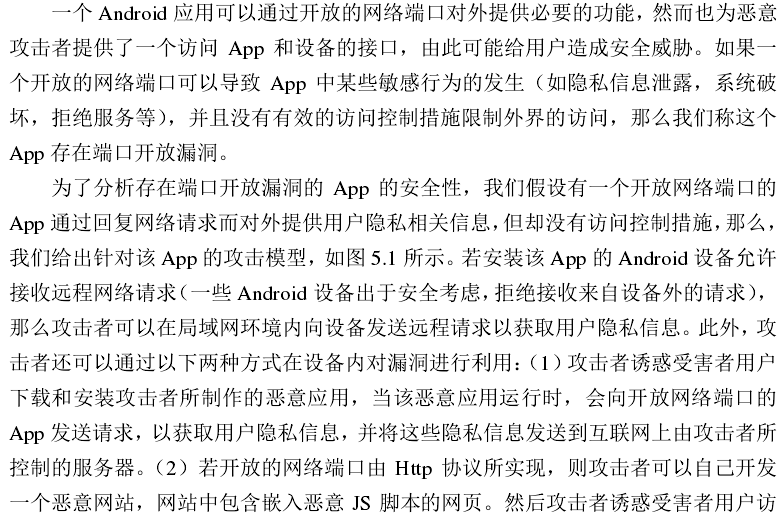 一个 Android 应用可以通过开放的网络端口对外提供必要的功能，然而也为恶意
攻击者提供了一个访问 App 和设备的接口，由此可能给用户造成安全威胁。如果一
个开放的网络端口可以导致 App 中某些敏感行为的发生（如隐私信息泄露，系统破
坏，拒绝服务等），并且没有有效的访问控制措施限制外界的访问，那么我们称这个
App 存在端口开放漏洞。
为了分析存在端口开放漏洞的 App 的安全性，我们假设有一个开放网络端口的
App 通过回复网络请求而对外提供用户隐私相关信息，但却没有访问控制措施，那么，
我们给出针对该 App 的攻击模型，如图 5.1 所示。若安装该 App 的 Android 设备允许
接收远程网络请求（一些 Android 设备出于安全考虑，拒绝接收来自设备外的请求），
那么攻击者可以在局域网环境内向设备发送远程请求以获取用户隐私信息。此外，攻
击者还可以通过以下两种方式在设备内对漏洞进行利用：（1）攻击者诱惑受害者用户
下载和安装攻击者所制作的恶意应用，当该恶意应用运行时，会向开放网络端口的
App 发送请求，以获取用户隐私信息，并将这些隐私信息发送到互联网上由攻击者所
控制的服务器。（2）若开放的网络端口由 Http 协议所实现，则攻击者可以自己开发
一个恶意网站，网站中包含嵌入恶意 JS 脚本的网页。然后攻击者诱惑受害者用户访